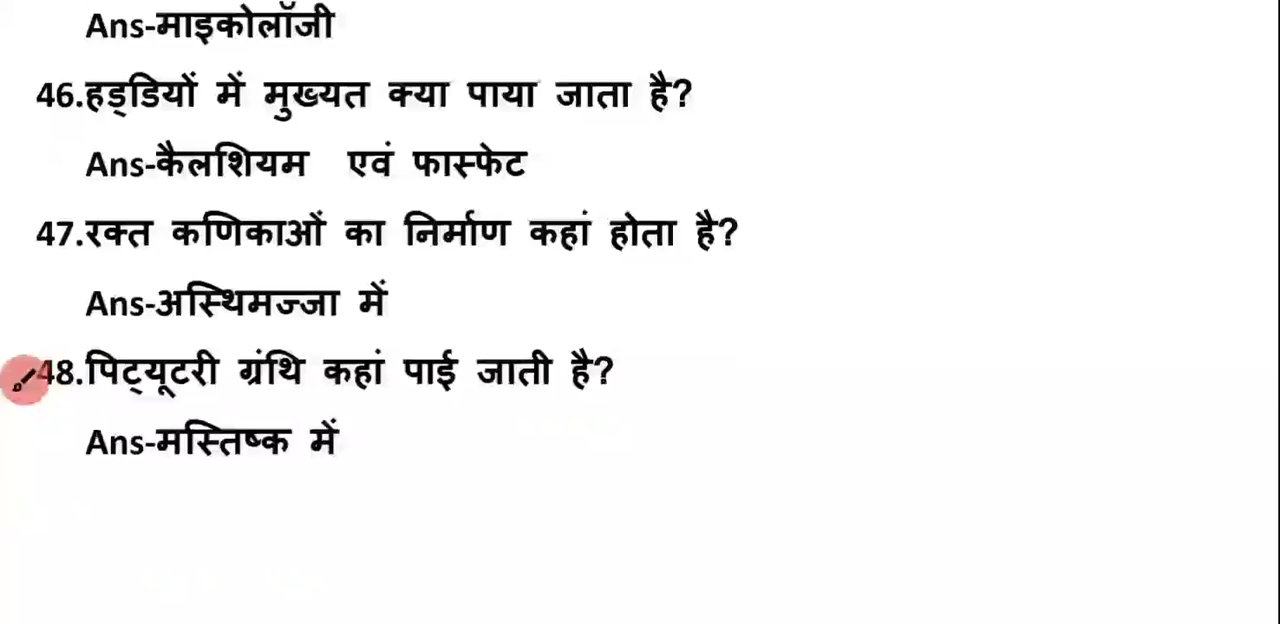 Ans-माइकोलॉजी
46.हड्डियों में मुख्यत क्या पाया जाता है?
Ans-कैलशियम एवं फास्फेट
47.रक्त कणिकाओं का निर्माण कहां होता है?
Ans-अस्थिमज्जा में
48.पिट्यूटरी ग्रंथि कहां पाई जाती है?
Ans-मस्तिष्क में